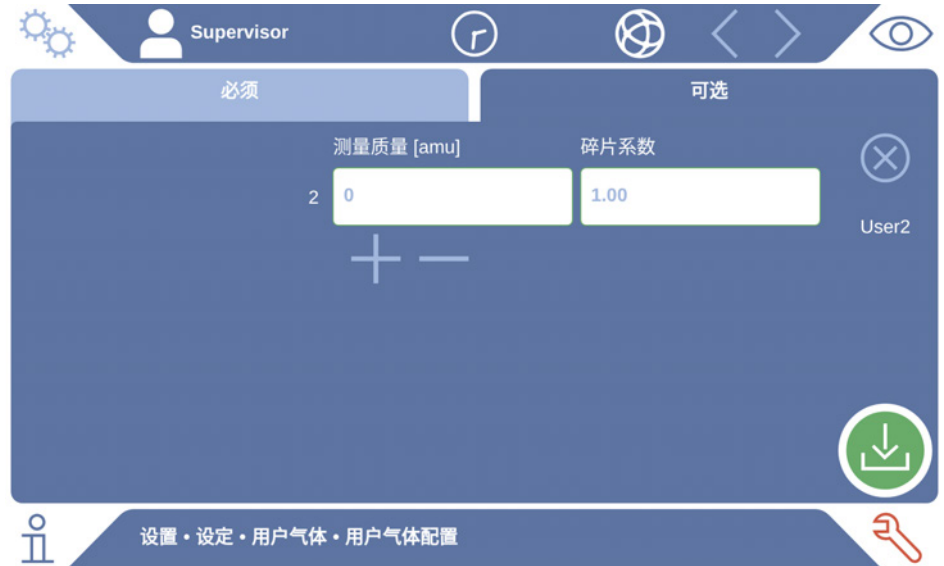 Supervisor
必须
可选
测量质量 [amu]
碎片系数
2
0
1.00
User2
设置 • 设定 • 用户气体 • 用户气体配置